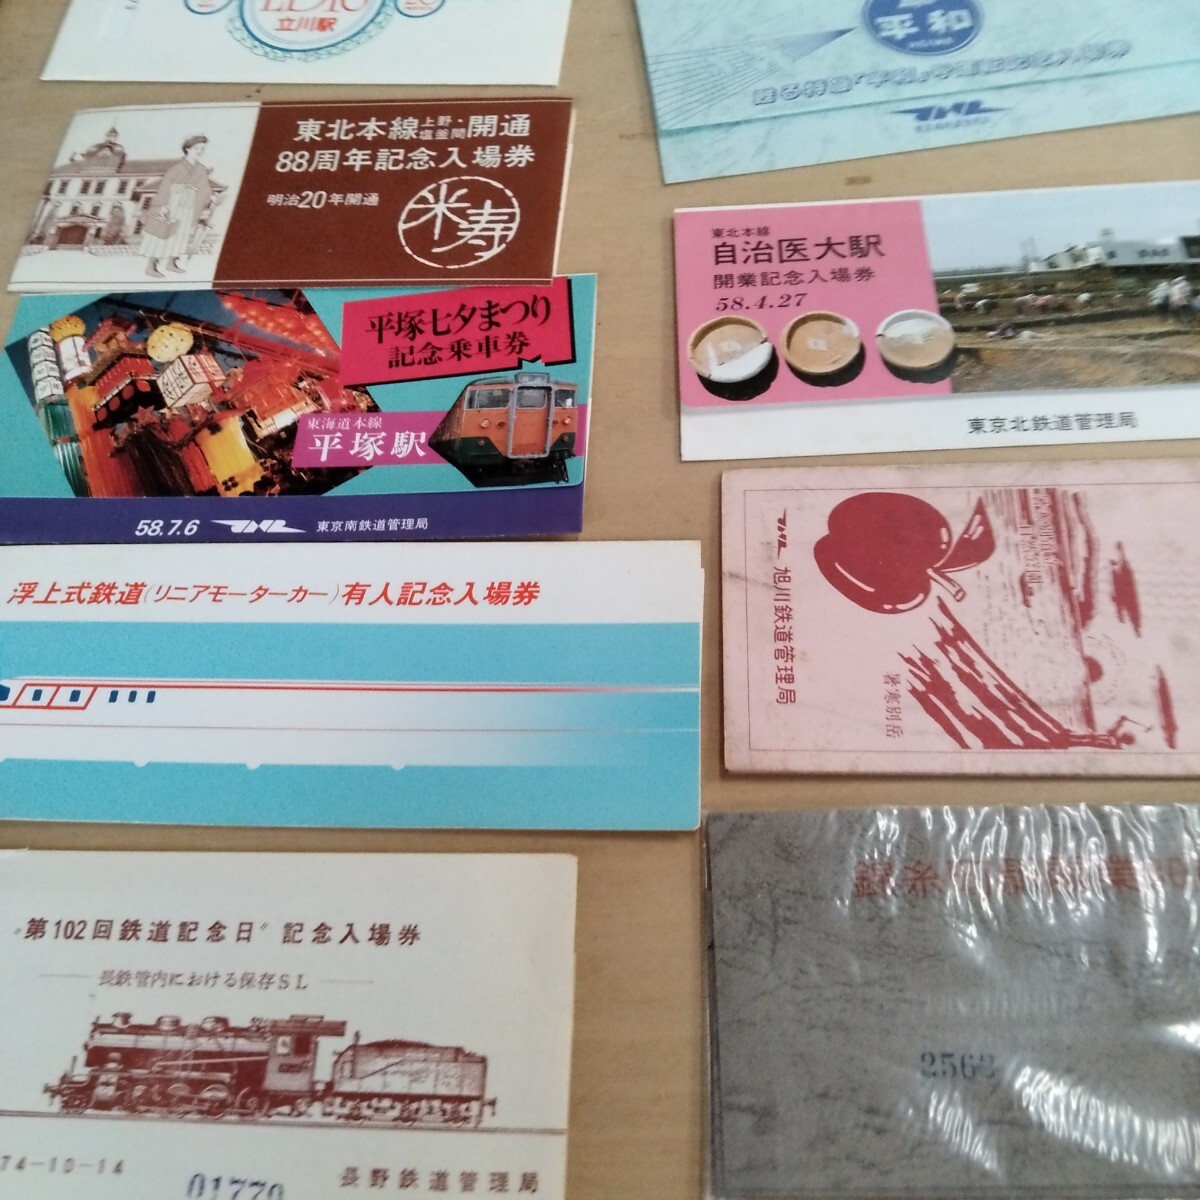 立川駅
平和
東北本線 上野・塩釜間 開通
88周年記念入場券
明治20年開通
米寿
東北本線
自治医大駅
開業記念入場券
58.4.27
東京北鉄道管理局
平塚七夕まつり
記念乗車券
東海道本線
平塚駅
58.7.6 JNR 東京南鉄道管理局
浮上式鉄道(リニアモーターカー)有人記念入場券
JNR 旭川鉄道管理局
暑寒別岳
〝第102回鉄道記念日〞記念入場券
長鉄管内における保存SL
74-10-14
01770
長野鉄道管理局